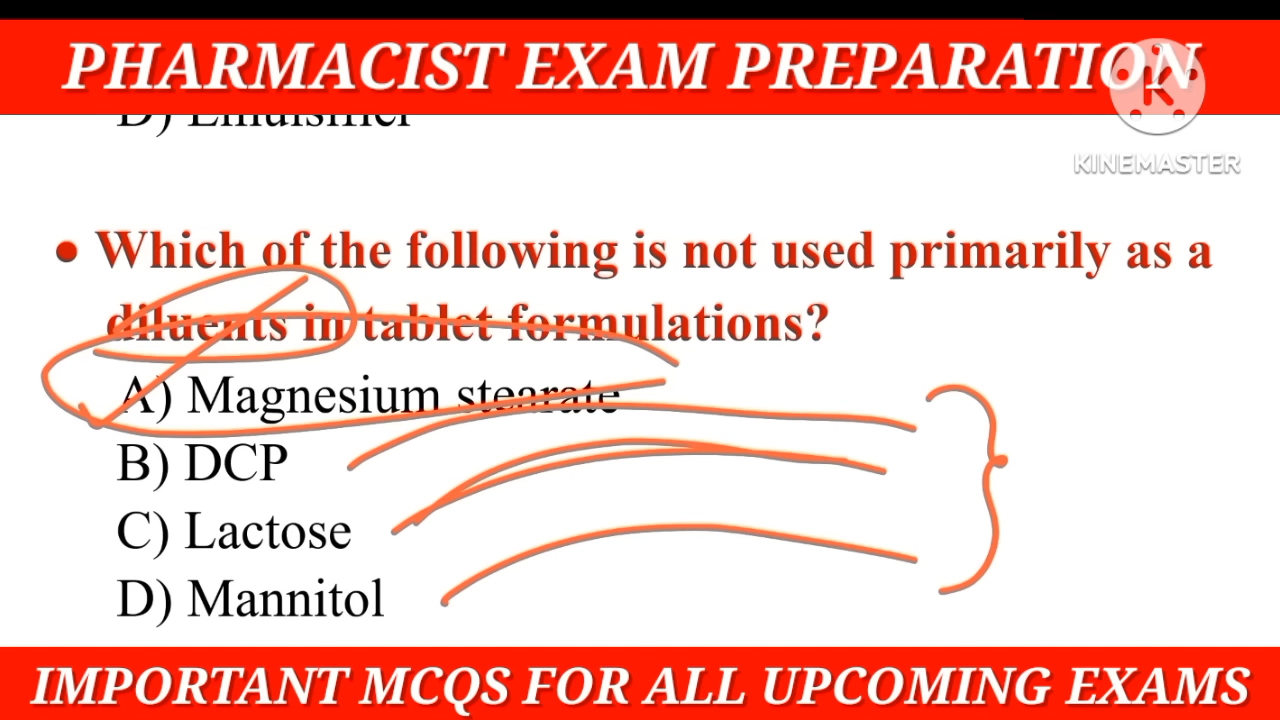 PHARMACIST EXAM PREPARATION
D) Emulsifier
KINEMASTER
• Which of the following is not used primarily as a
diluents in tablet formulations?
A) Magnesium stearate
B) DCP
C) Lactose
D) Mannitol
IMPORTANT MCQS FOR ALL UPCOMING EXAMS